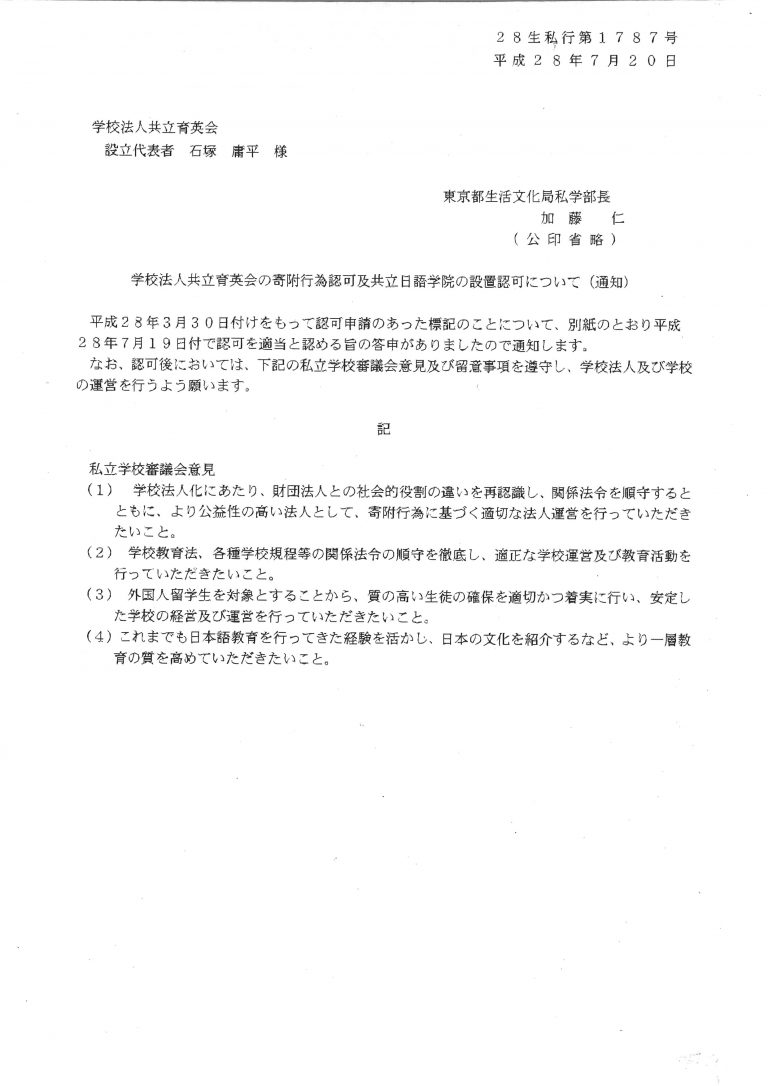 ２８生私行第１７８７号
平成２８年７月２０日
学校法人共立育英会
設立代表者　石塚　庸平　様
東京都生活文化局私学部長
加　藤　　仁
（公印省略）
学校法人共立育英会の寄附行為認可及共立日語学院の設置認可について（通知）
平成２８年３月３０日付けをもって認可申請のあった標記のことについて、別紙のとおり平成
２８年７月１９日付で認可を適当と認める旨の答申がありましたので通知します。
なお、認可後においては、下記の私立学校審議会意見及び留意事項を遵守し、学校法人及び学校
の運営を行うよう願います。
記
私立学校審議会意見
（１）　学校法人化にあたり、財団法人との社会的役割の違いを再認識し、関係法令を順守すると
ともに、より公益性の高い法人として、寄附行為に基づく適切な法人運営を行っていただき
たいこと。
（２）　学校教育法、各種学校規程等の関係法令の順守を徹底し、適正な学校運営及び教育活動を
行っていただきたいこと。
（３）　外国人留学生を対象とすることから、質の高い生徒の確保を適切かつ着実に行い、安定し
た学校の経営及び運営を行っていただきたいこと。
（４）これまでも日本語教育を行ってきた経験を活かし、日本の文化を紹介するなど、より一層教
育の質を高めていただきたいこと。